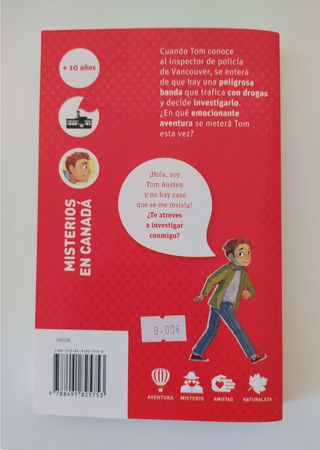 Cuando Tom conoce
al inspector de policía
de Vancouver, se entera
de que hay una peligrosa
banda que trafica con drogas
y decide investigarlo.
¿En qué emocionante
aventura se meterá Tom
esta vez?
+ 10 años
MISTERIOS
EN CANADÁ
¡Hola, soy
Tom Austen
y no hay caso
que se me resista!
¿Te atreves
a investigar
conmigo?
9,00€
9 788491 825753
AVENTURA MISTERIO AMISTAD NATURALEZA